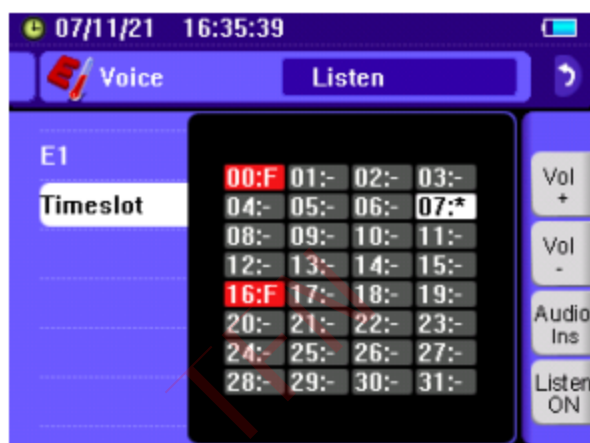 07/11/21 16:35:39
E/ Voice Listen
E1
Timeslot
00:F 01:- 02:- 03:-
04:- 05:- 06:- 07:*
08:- 09:- 10:- 11:-
12:- 13:- 14:- 15:-
16:F 17:- 18:- 19:-
20:- 21:- 22:- 23:-
24:- 25:- 26:- 27:-
28:- 29:- 30:- 31:-
Vol
+
Vol
-
Audio
Ins
Listen
ON